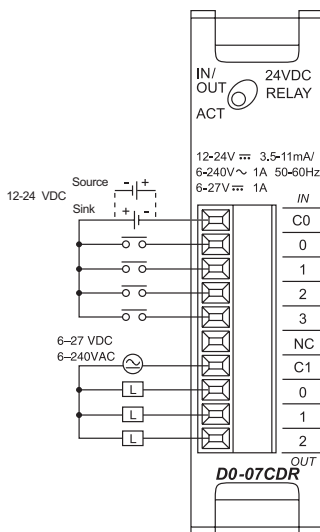 IN/
OUT
ACT
24VDC
RELAY
12-24V ⎓ 3.5-11mA/
6-240V∼ 1A 50-60Hz
6-27V ⎓ 1A
IN
C0
0
1
2
3
NC
C1
0
1
2
OUT
D0-07CDR
12-24 VDC
Source
- +
Sink
+ -
6–27 VDC
6–240VAC
L
L
L